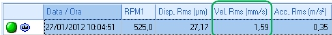 Data / Ora RPM1 Disp. Rms (µm) Vel. Rms (mm/s) Acc. Rms (m/s²)
27/01/2012 10:04:51 525,0 27,17 1,59 0,35